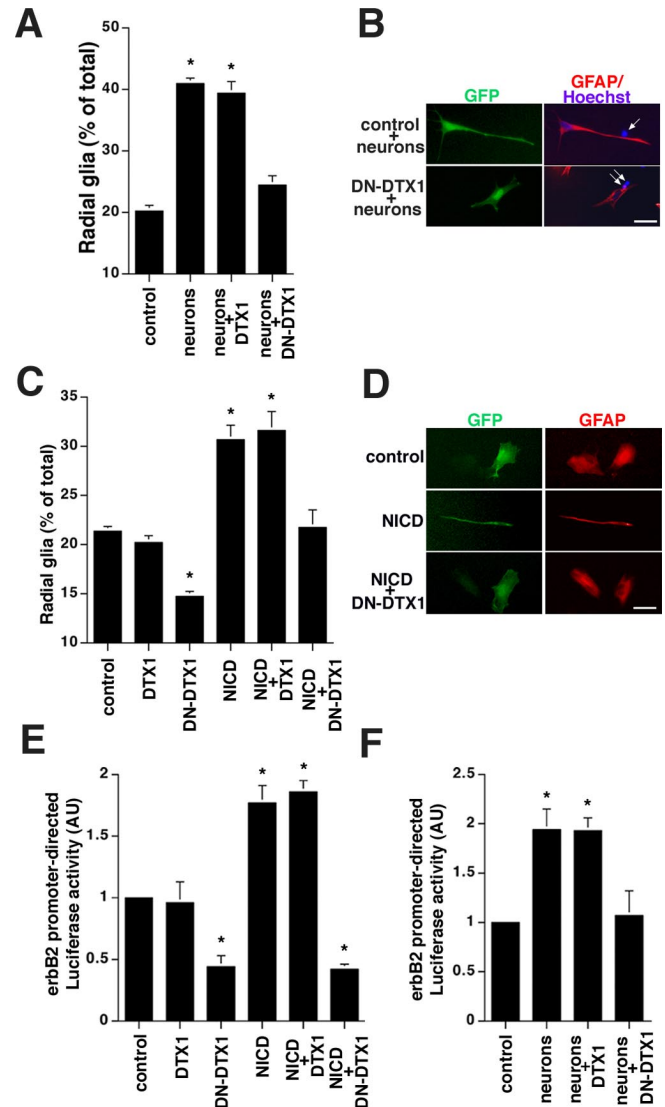 A
Radial glia (% of total)
50
40
30
20
10
*
*
control
neurons
neurons
+
DTX1
neurons
+
DN-DTX1
B
GFP
GFAP/
Hoechst
control
+
neurons
DN-DTX1
+
neurons
C
Radial glia (% of total)
35
30
25
20
15
10
*
*
*
control
DTX1
DN-DTX1
NICD
NICD
+
DTX1
NICD
+
DN-DTX1
D
GFP
GFAP
control
NICD
NICD
+
DN-DTX1
E
erbB2 promoter-directed
Luciferase activity (AU)
2
1.5
1
0.5
0
*
*
*
*
control
DTX1
DN-DTX1
NICD
NICD
+
DTX1
NICD
+
DN-DTX1
F
erbB2 promoter-directed
Luciferase activity (AU)
2.5
2
1.5
1
0.5
0
*
*
control
neurons
neurons
+
DTX1
neurons
+
DN-DTX1